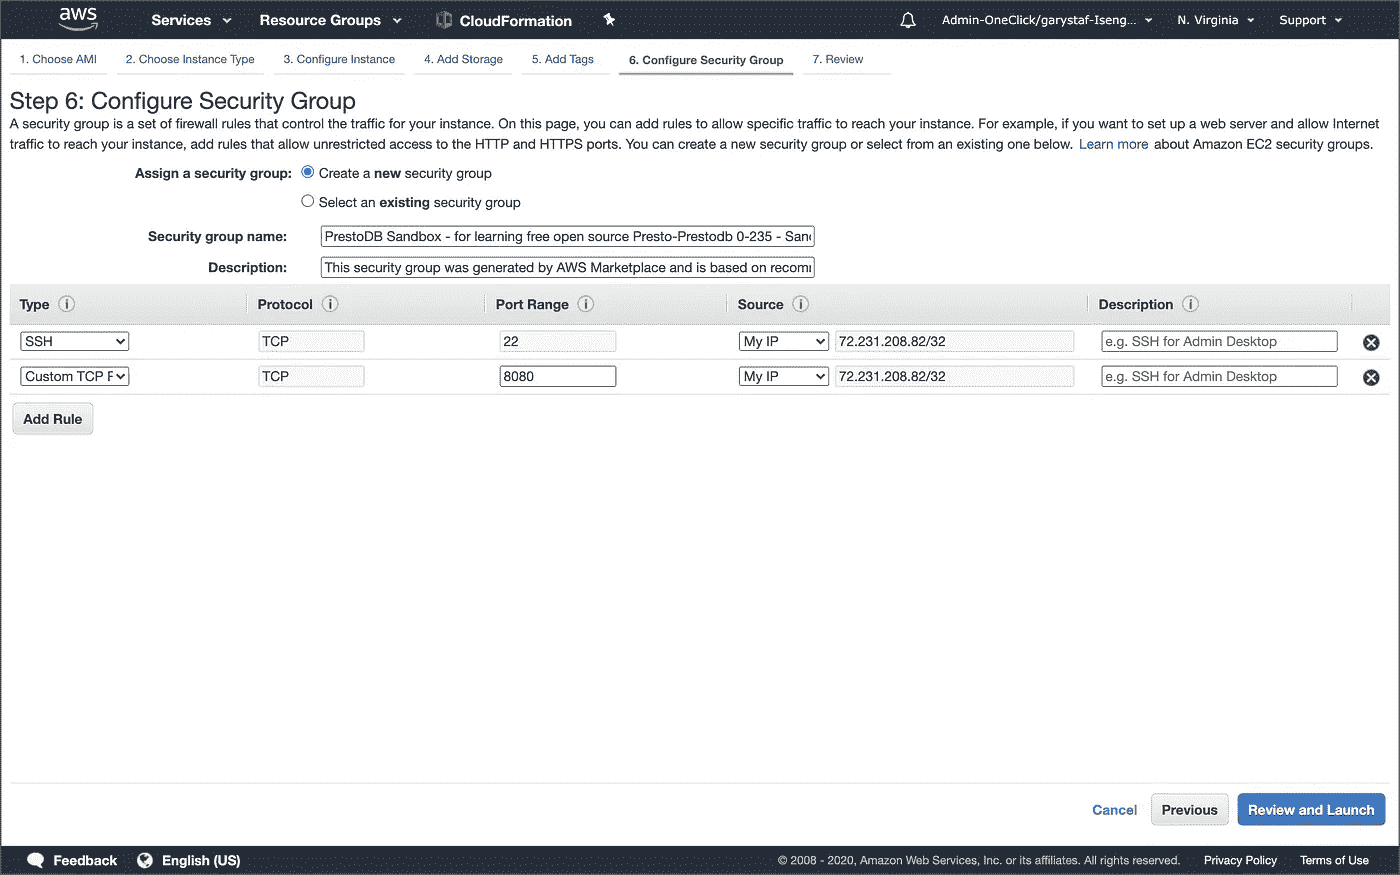 aws Services Resource Groups CloudFormation Admin-OneClick/garystaf-Iseng... N. Virginia Support
1. Choose AMI 2. Choose Instance Type 3. Configure Instance 4. Add Storage 5. Add Tags 6. Configure Security Group 7. Review
Step 6: Configure Security Group
A security group is a set of firewall rules that control the traffic for your instance. On this page, you can add rules to allow specific traffic to reach your instance. For example, if you want to set up a web server and allow Internet
traffic to reach your instance, add rules that allow unrestricted access to the HTTP and HTTPS ports. You can create a new security group or select from an existing one below. Learn more about Amazon EC2 security groups.
Assign a security group: Create a new security group
Select an existing security group
Security group name: PrestoDB Sandbox - for learning free open source Presto-Prestodb 0-235 - San
Description: This security group was generated by AWS Marketplace and is based on recom
Type i Protocol i Port Range i Source i Description i
SSH TCP 22 My IP 72.231.208.82/32 e.g. SSH for Admin Desktop
Custom TCP F TCP 8080 My IP 72.231.208.82/32 e.g. SSH for Admin Desktop
Add Rule
Cancel Previous Review and Launch
Feedback English (US) © 2008 - 2020, Amazon Web Services, Inc. or its affiliates. All rights reserved. Privacy Policy Terms of Use